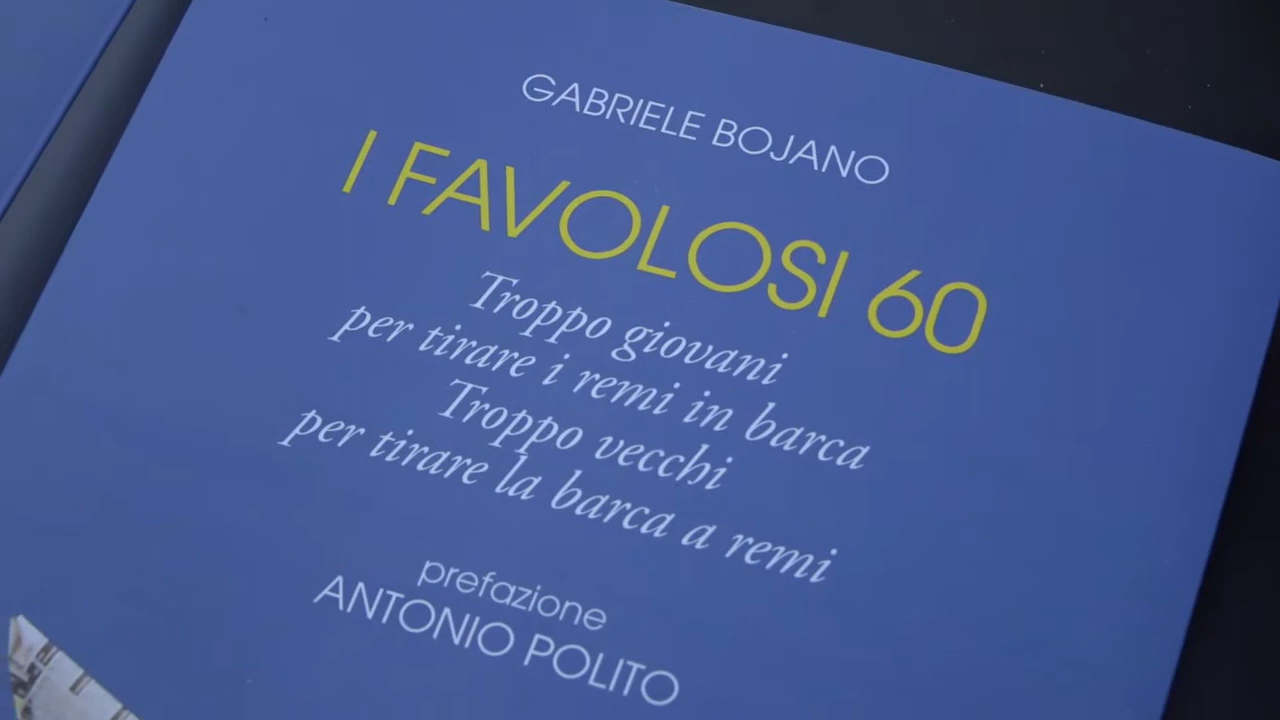 GABRIELE BOJANO
I FAVOLOSI 60
Troppo giovani
per tirare i remi in barca
Troppo vecchi
per tirare la barca a remi
prefazione
ANTONIO POLITO